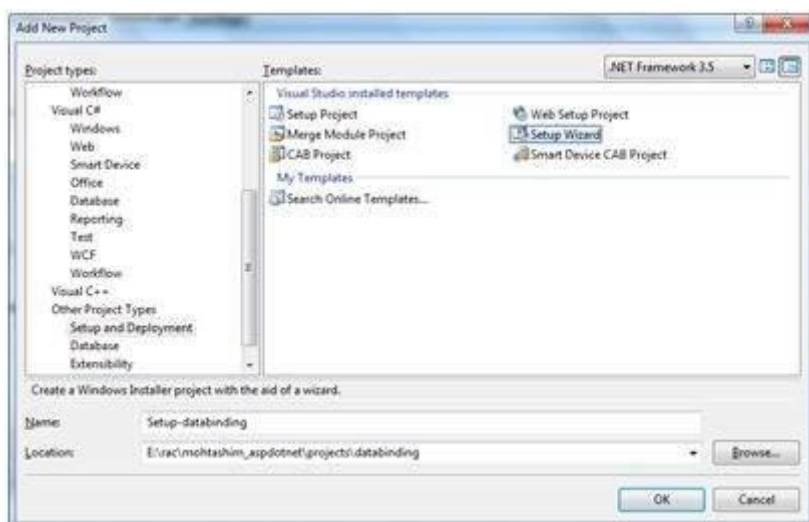 Add New Project
Project types:
Templates:
.NET Framework 3.5
Workflow
Visual C#
Windows
Web
Smart Device
Office
Database
Reporting
Test
WCF
Workflow
Visual C++
Other Project Types
Setup and Deployment
Database
Extensibility
Visual Studio installed templates
Setup Project
Web Setup Project
Merge Module Project
Setup Wizard
CAB Project
Smart Device CAB Project
My Templates
Search Online Templates...
Create a Windows Installer project with the aid of a wizard.
Name:
Setup-databinding
Location:
E:\rac\mohtashim_aspdotnet\projects\databinding
Browse...
OK
Cancel